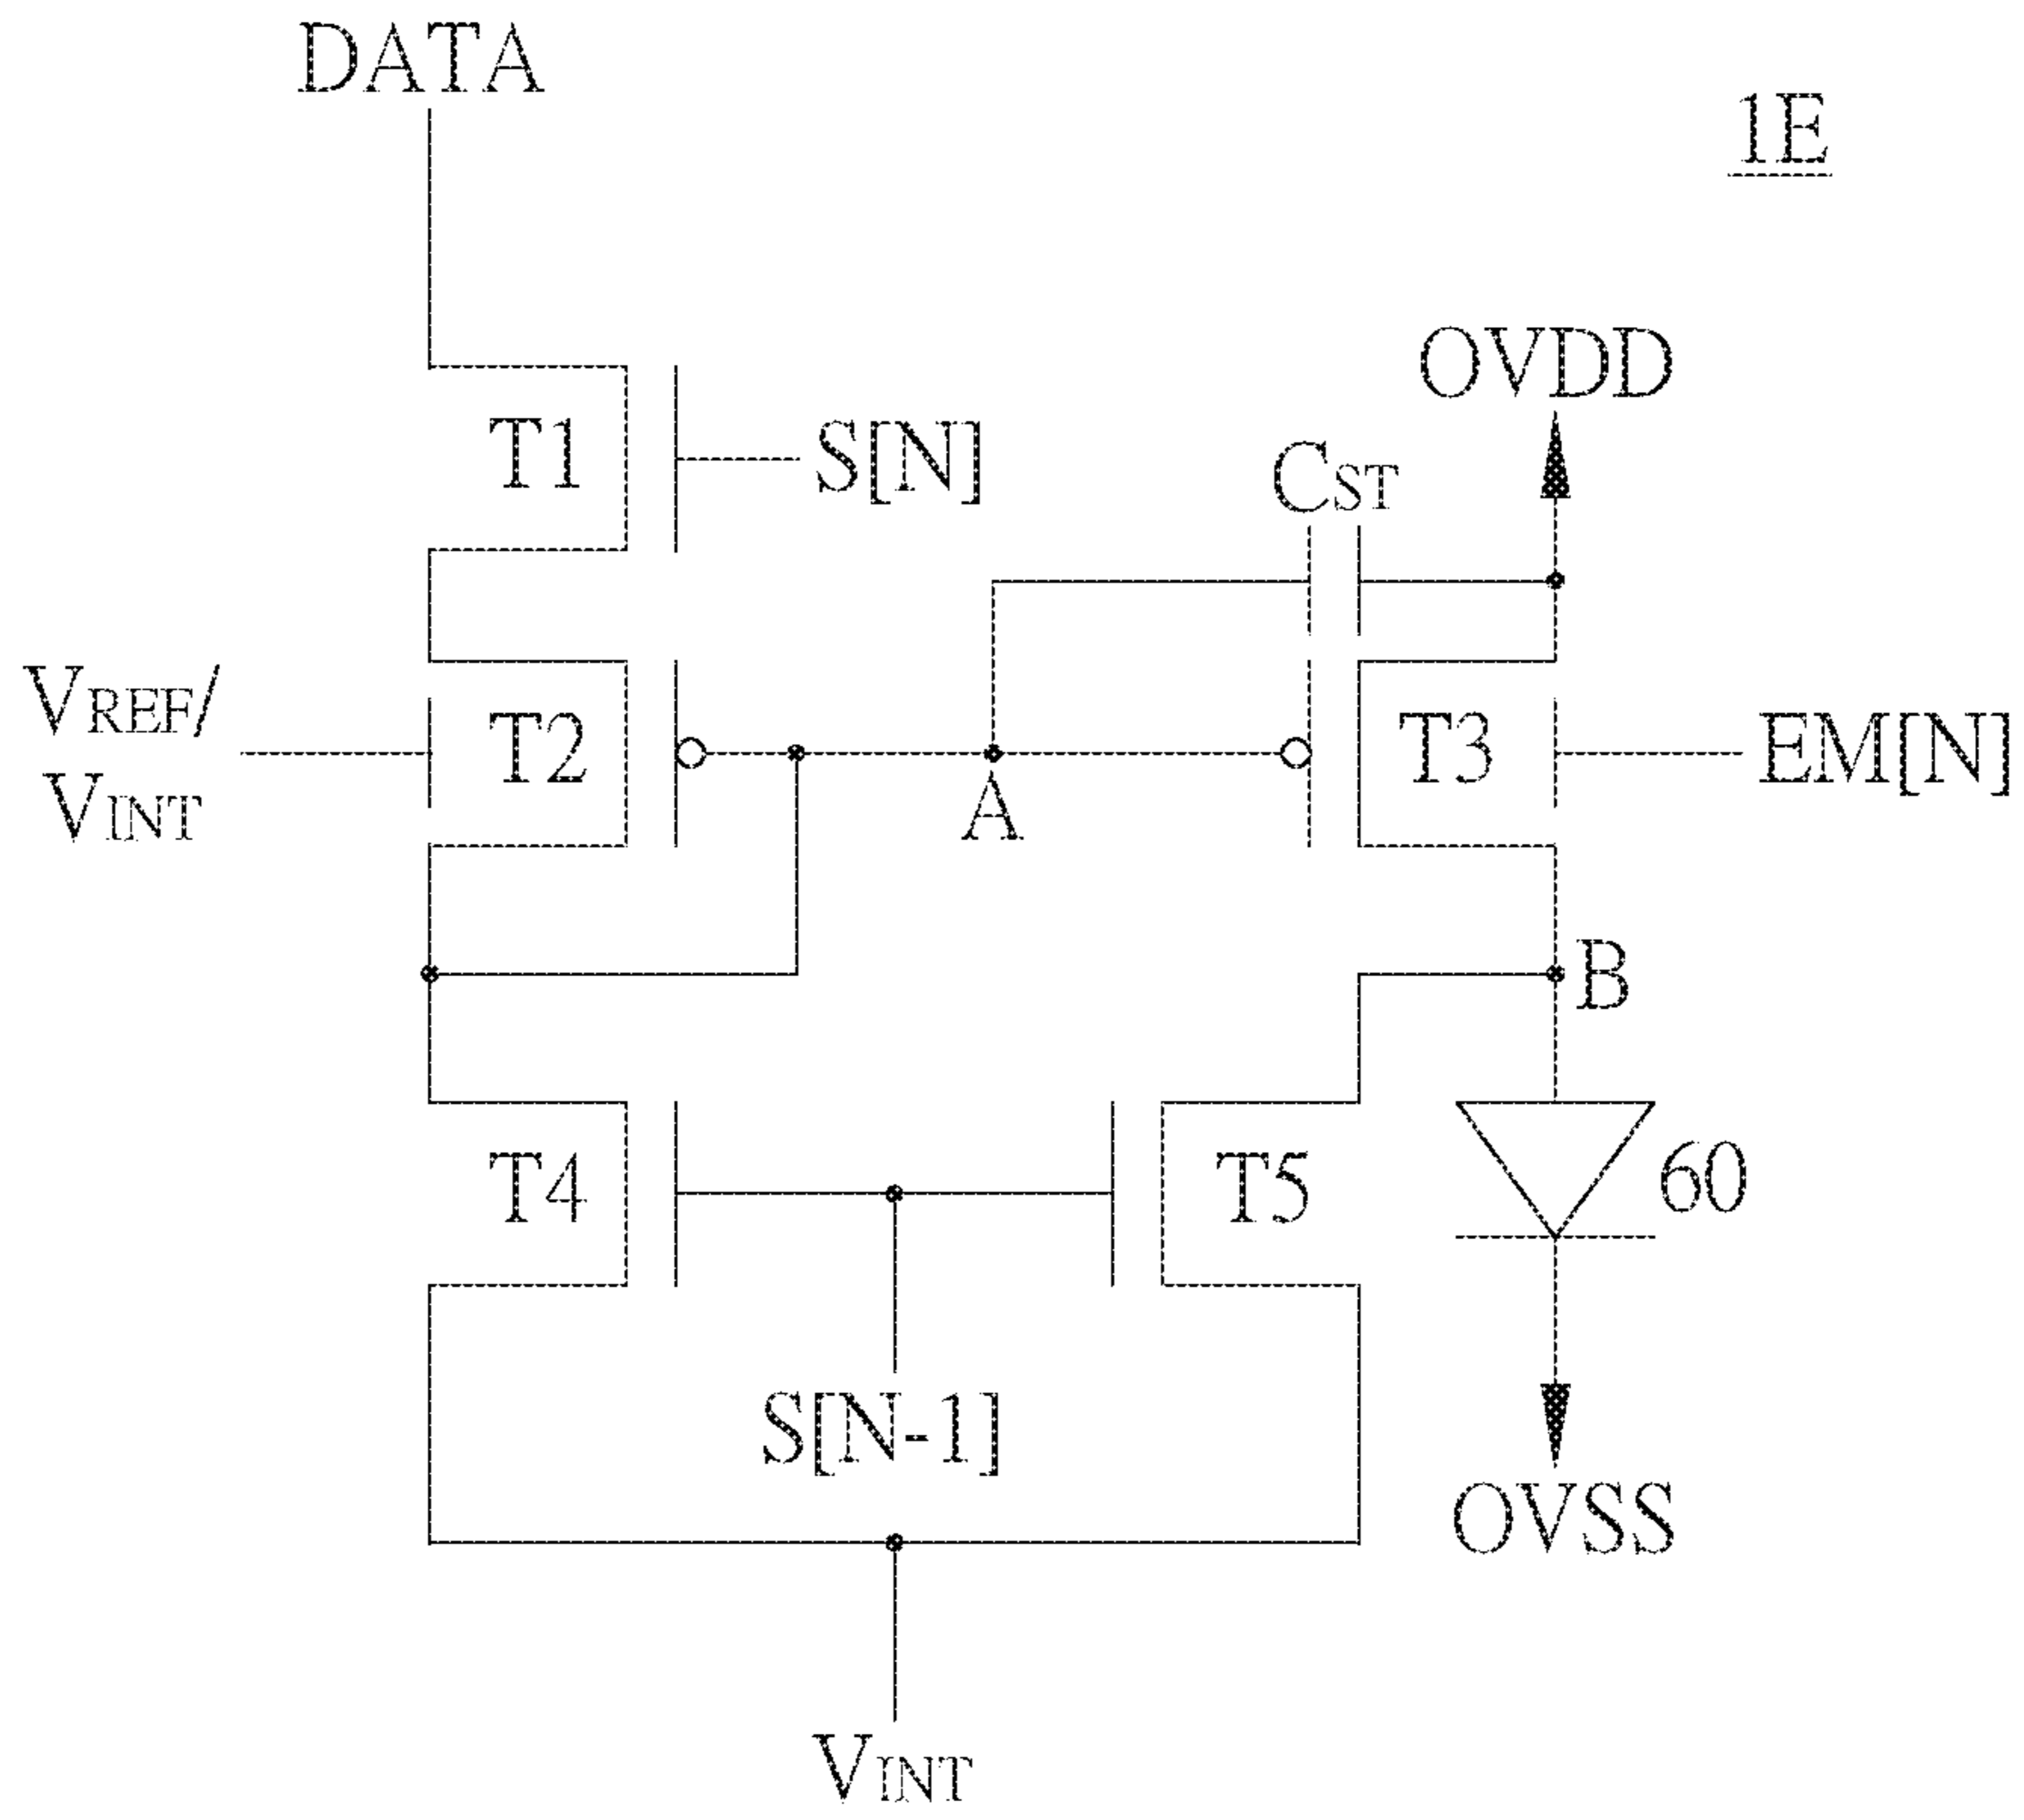 DATA
1E
OVDD
T1
S[N]
CST
VREF/
VINT
T2
A
T3
EM[N]
B
T4
T5
60
S[N-1]
OVSS
VINT